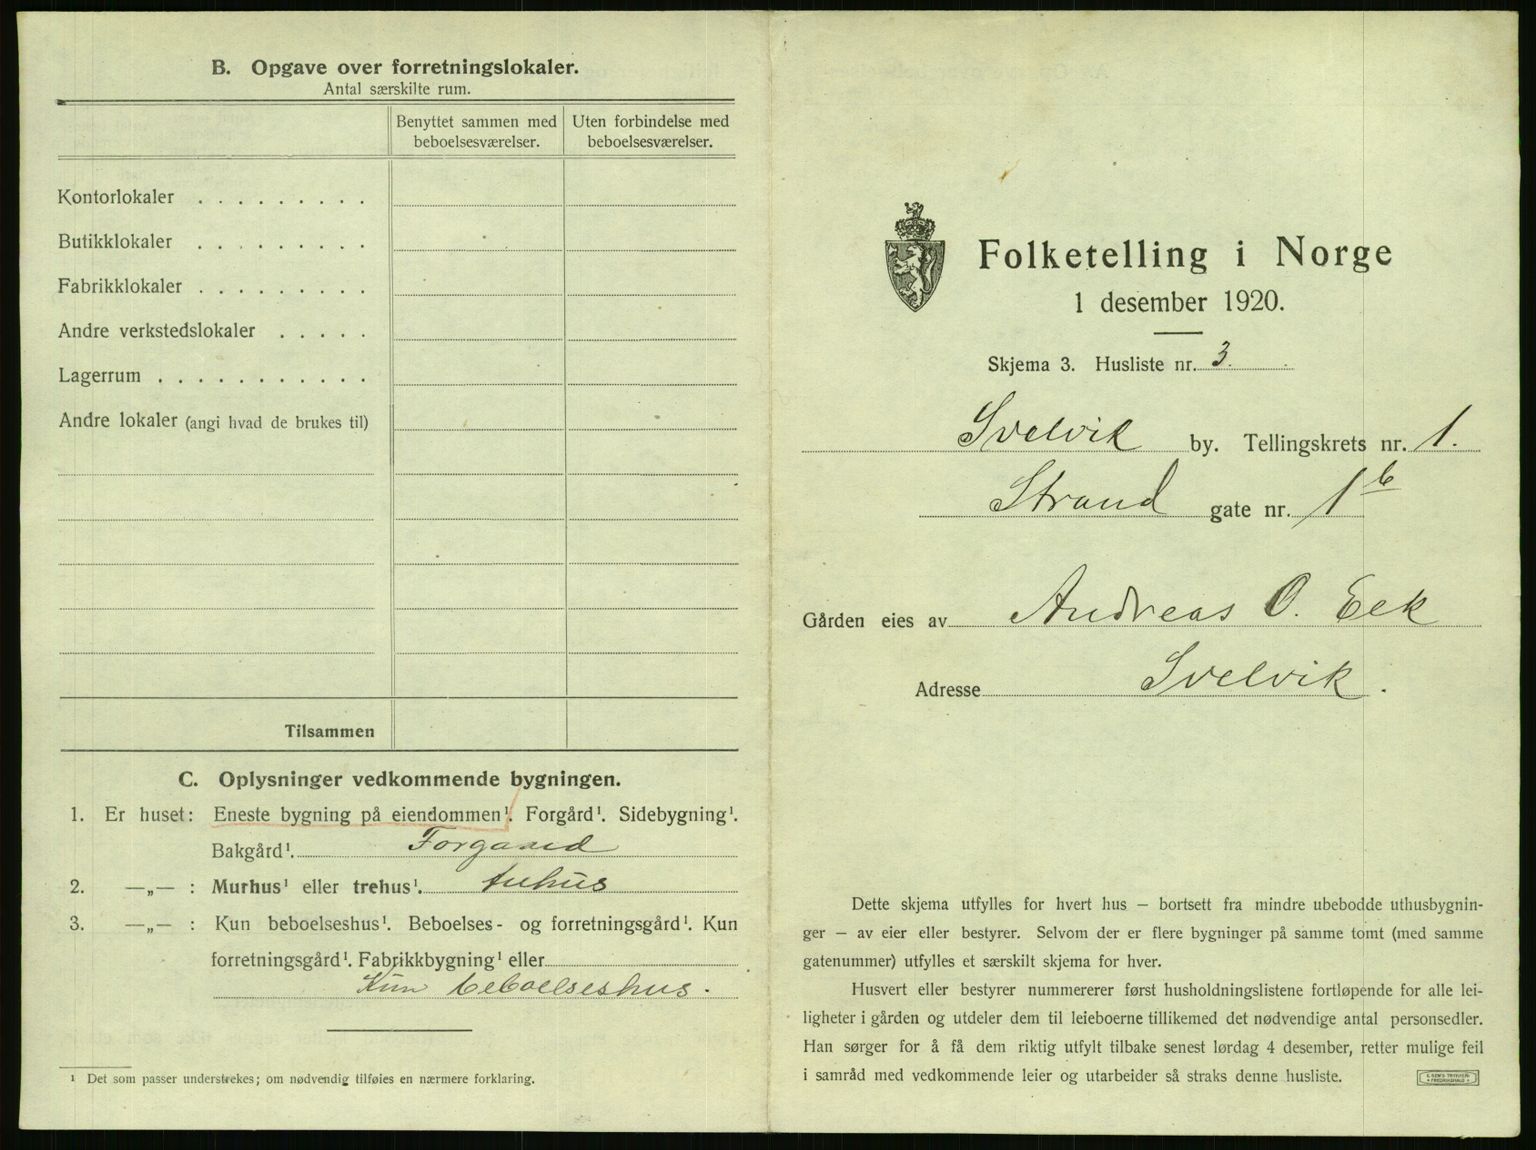 B. Opgave over forretningslokaler.
Antal særskilte rum.
Benyttet sammen med beboelsesværelser.
Uten forbindelse med beboelsesværelser.
Kontorlokaler . . . . . . . . .
Butikklokaler . . . . . . . . .
Fabrikklokaler . . . . . . . . .
Andre verkstedslokaler . . . . .
Lagerrum . . . . . . . . . . .
Andre lokaler (angi hvad de brukes til)
Tilsammen
C. Oplysninger vedkommende bygningen.
1. Er huset: Eneste bygning på eiendommen¹. Forgård¹. Sidebygning¹.
Bakgård¹. Forgaard
2. —„— : Murhus¹ eller trehus¹. trehus
3. —„— : Kun beboelseshus¹. Beboelses- og forretningsgård¹. Kun
forretningsgård¹. Fabrikkbygning¹ eller
Kun beboelseshus.
¹ Det som passer understrekes; om nødvendig tilføies en nærmere forklaring.
Folketelling i Norge
1 desember 1920.
Skjema 3. Husliste nr. 3.
Svelvik by. Tellingskrets nr. 1.
Strand gate nr. 1b
Gården eies av Andreas O. Eek
Adresse Svelvik.
Dette skjema utfylles for hvert hus — bortsett fra mindre ubebodde uthusbygnin-
ger — av eier eller bestyrer. Selvom der er flere bygninger på samme tomt (med samme
gatenummer) utfylles et særskilt skjema for hver.
Husvert eller bestyrer nummererer først husholdningslistene fortløpende for alle lei-
ligheter i gården og utdeler dem til leieboerne tillikemed det nødvendige antal personsedler.
Han sørger for å få dem riktig utfylt tilbake senest lørdag 4 desember, retter mulige feil
i samråd med vedkommende leier og utarbeider så straks denne husliste.